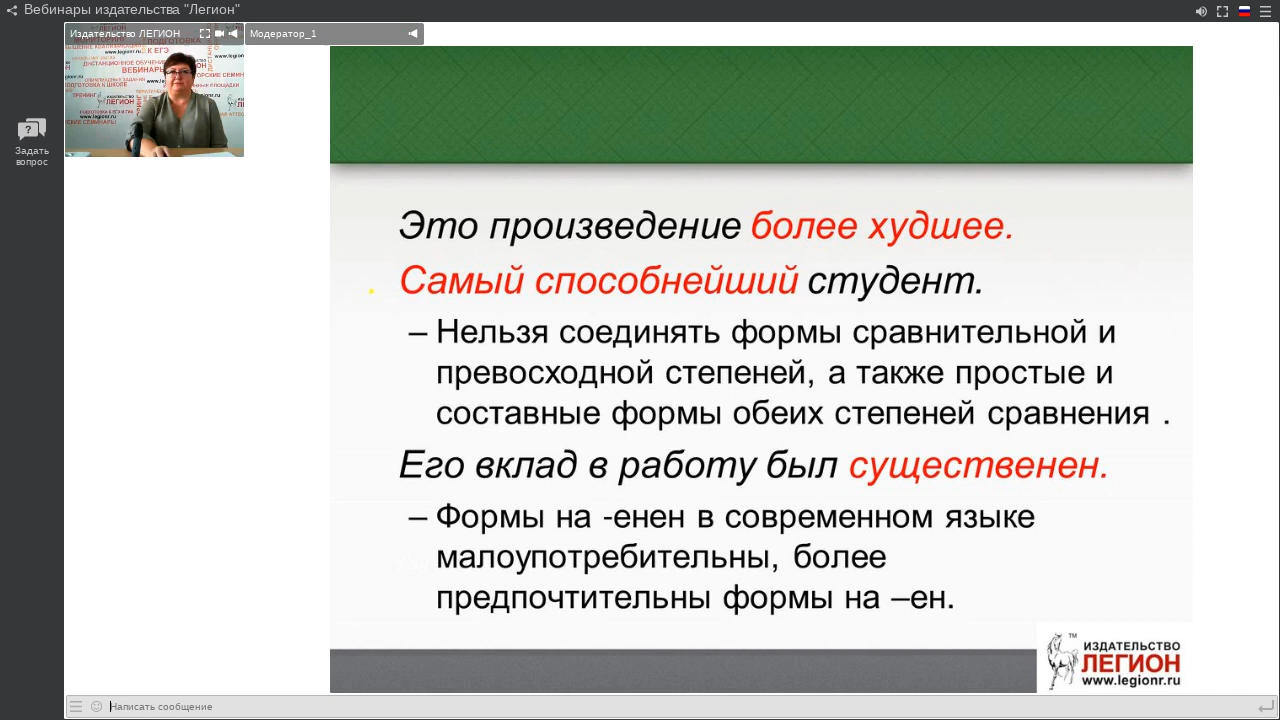 Вебинары издательства "Легион"
Издательство ЛЕГИОН
Модератор_1
Задать
вопрос
Это произведение более худшее.
. Самый способнейший студент.
– Нельзя соединять формы сравнительной и
превосходной степеней, а также простые и
составные формы обеих степеней сравнения .
Его вклад в работу был существенен.
– Формы на -енен в современном языке
малоупотребительны, более
предпочтительны формы на –ен.
TM
ИЗДАТЕЛЬСТВО
ЛЕГИОН
www.legionr.ru
Написать сообщение